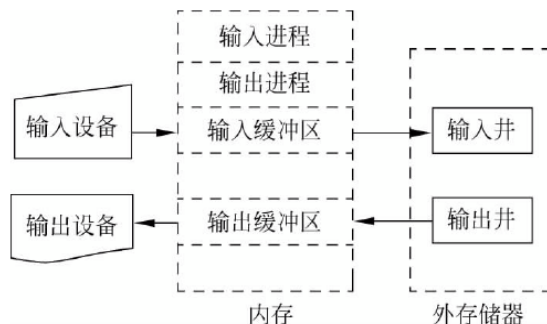 输入进程
输出进程
输入设备
输入缓冲区
输入井
输出设备
输出缓冲区
输出井
内存
外存储器